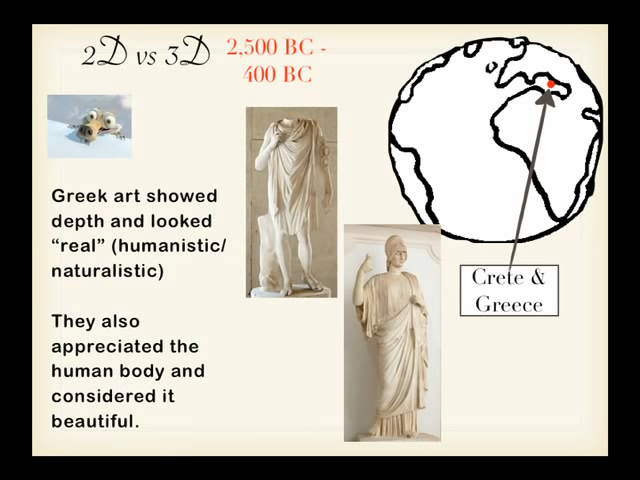 2D vs 3D
2,500 BC -
400 BC
Greek art showed
depth and looked
“real” (humanistic/
naturalistic)
They also
appreciated the
human body and
considered it
beautiful.
Crete &
Greece